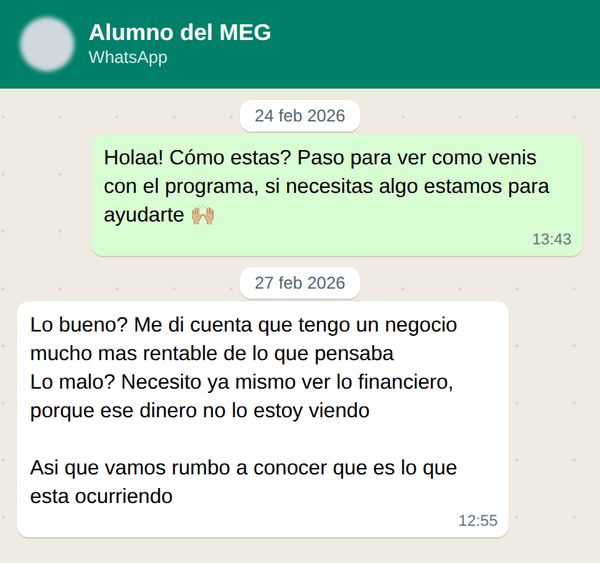 Alumno del MEG
WhatsApp
24 feb 2026
Holaa! Cómo estas? Paso para ver como venis
con el programa, si necesitas algo estamos para
ayudarte 🙌🏼
13:43
27 feb 2026
Lo bueno? Me di cuenta que tengo un negocio
mucho mas rentable de lo que pensaba
Lo malo? Necesito ya mismo ver lo financiero,
porque ese dinero no lo estoy viendo
Asi que vamos rumbo a conocer que es lo que
esta ocurriendo
12:55